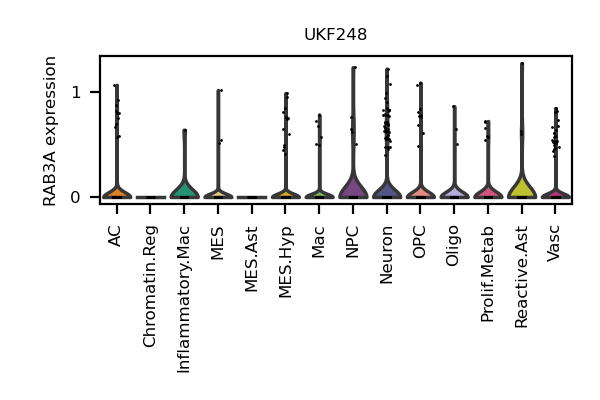 UKF248
RAB3A expression
1
0
AC
Chromatin.Reg
Inflammatory.Mac
MES
MES.Ast
MES.Hyp
Mac
NPC
Neuron
OPC
Oligo
Prolif.Metab
Reactive.Ast
Vasc